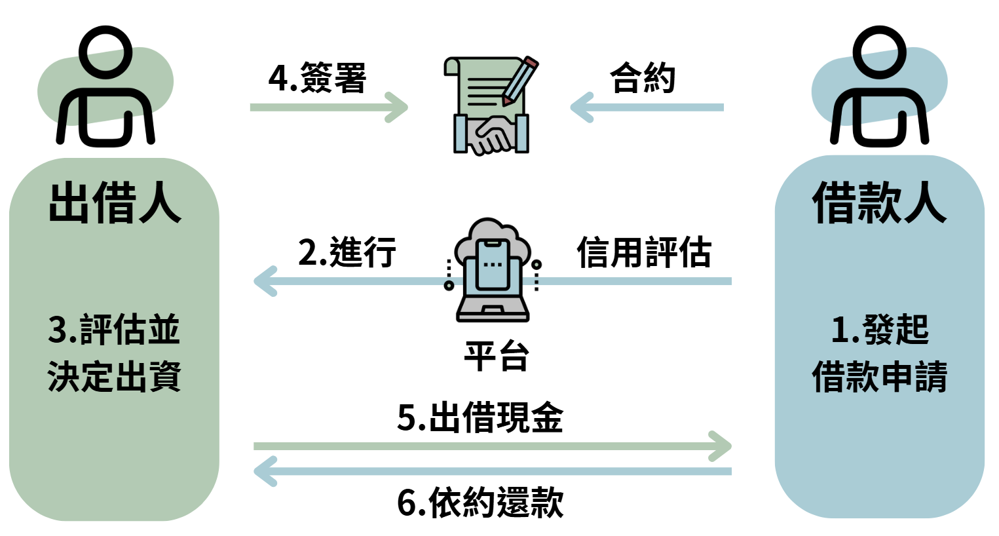 4.簽署
合約
出借人
借款人
2.進行
信用評估
3.評估並
決定出資
平台
1.發起
借款申請
5.出借現金
6.依約還款